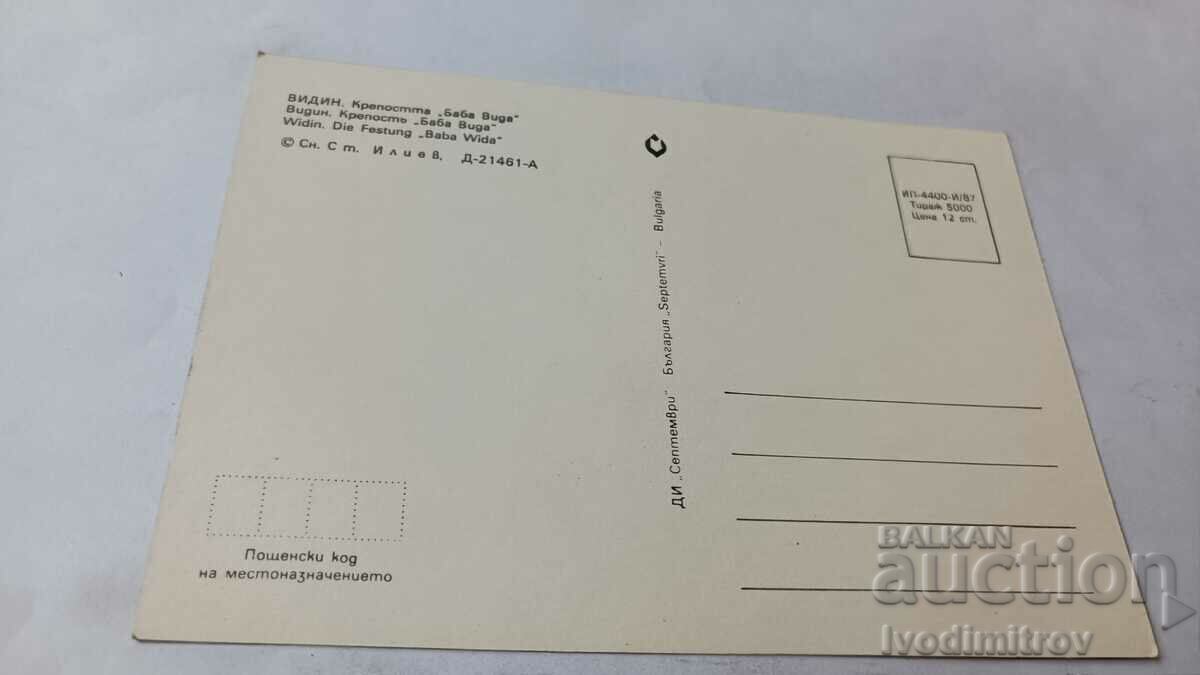 ВИДИН. Крепостта „Баба Вида“
Видин. Крепость „Баба Вида“
Widin. Die Festung „Baba Wida“
© Сн. Ст. Илиев, Д-21461-А
ДИ „Септември“ България „Septemvri“ – Bulgaria
ИП-4400-И/87
Тираж 5000
Цена 12 ст.
Пощенски код
на местоназначението
BALKAN
auction
Ivodimitrov